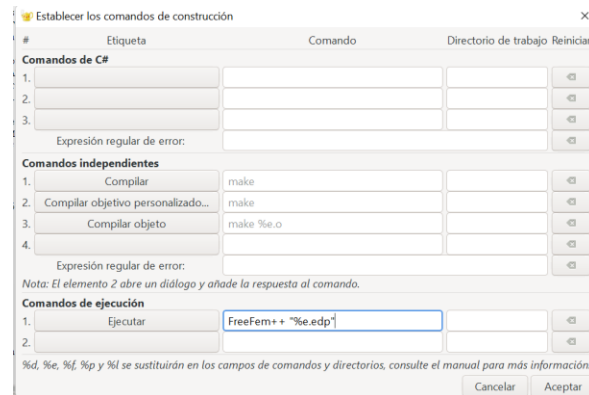 Establecer los comandos de construcción
# Etiqueta Comando Directorio de trabajo Reiniciar
Comandos de C#
1.
2.
3.
Expresión regular de error:
Comandos independientes
1. Compilar make
2. Compilar objetivo personalizado... make
3. Compilar objeto make %e.o
4.
Expresión regular de error:
Nota: El elemento 2 abre un diálogo y añade la respuesta al comando.
Comandos de ejecución
1. Ejecutar FreeFem++ "%e.edp"
2.
%d, %e, %f, %p y %l se sustituirán en los campos de comandos y directorios, consulte el manual para más información.
Cancelar Aceptar